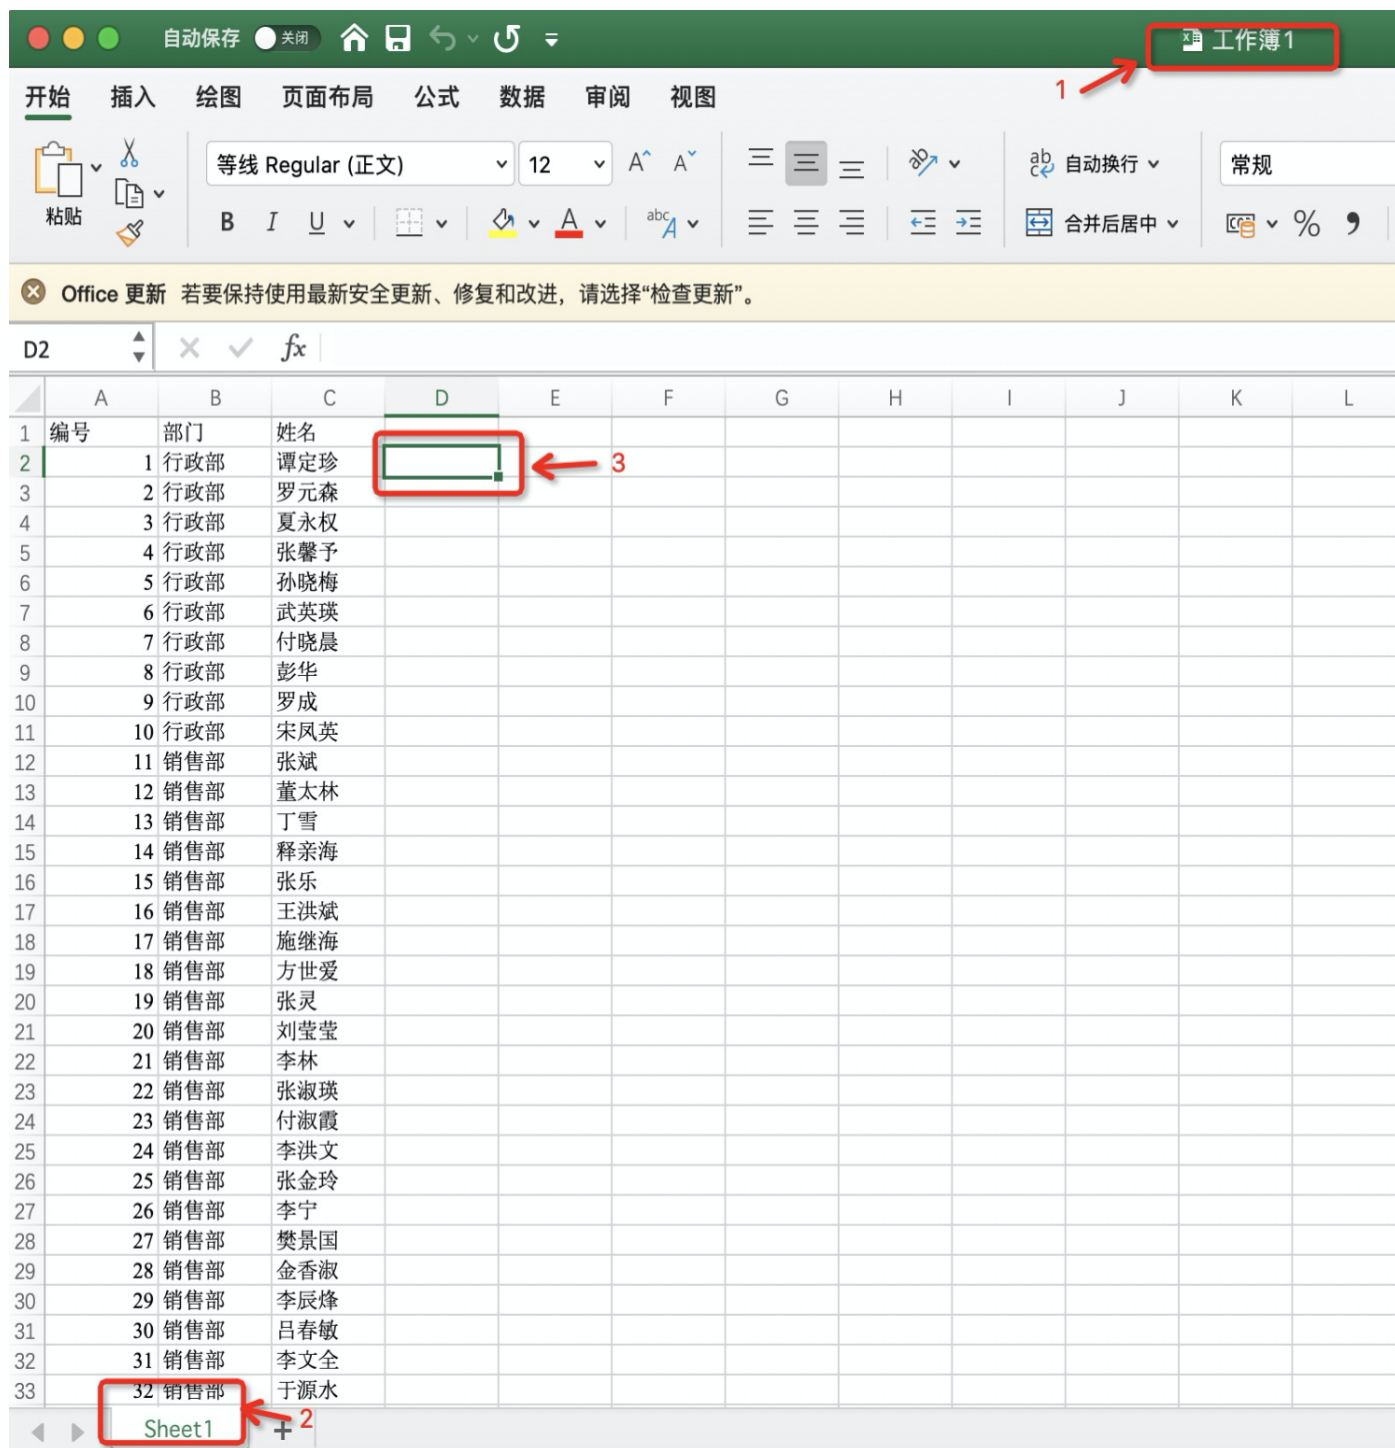 自动保存 关闭 工作簿1
1
开始 插入 绘图 页面布局 公式 数据 审阅 视图
粘贴 等线 Regular (正文) 12 A A ab 自动换行 常规
B I U A abc A 合并后居中 % ,
Office 更新 若要保持使用最新安全更新、修复和改进，请选择“检查更新”。
D2 fx
A B C D E F G H I J K L
1 编号 部门 姓名
2 1 行政部 谭定珍 3
3 2 行政部 罗元森
4 3 行政部 夏永权
5 4 行政部 张馨予
6 5 行政部 孙晓梅
7 6 行政部 武英瑛
8 7 行政部 付晓晨
9 8 行政部 彭华
10 9 行政部 罗成
11 10 行政部 宋凤英
12 11 销售部 张斌
13 12 销售部 董太林
14 13 销售部 丁雪
15 14 销售部 释亲海
16 15 销售部 张乐
17 16 销售部 王洪斌
18 17 销售部 施继海
19 18 销售部 方世爱
20 19 销售部 张灵
21 20 销售部 刘莹莹
22 21 销售部 李林
23 22 销售部 张淑瑛
24 23 销售部 付淑霞
25 24 销售部 李洪文
26 25 销售部 张金玲
27 26 销售部 李宁
28 27 销售部 樊景国
29 28 销售部 金香淑
30 29 销售部 李辰烽
31 30 销售部 吕春敏
32 31 销售部 李文全
33 32 销售部 于源水
Sheet1 + 2